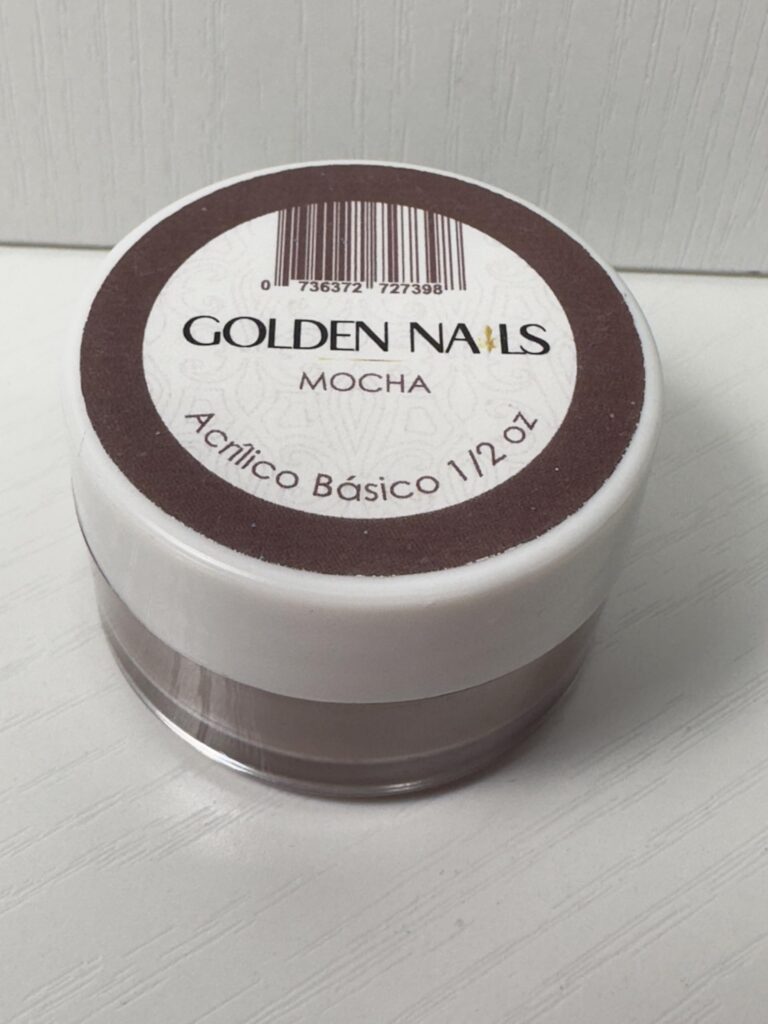 0 736372 727398
GOLDEN NAILS
MOCHA
Acrílico Básico 1/2 oz